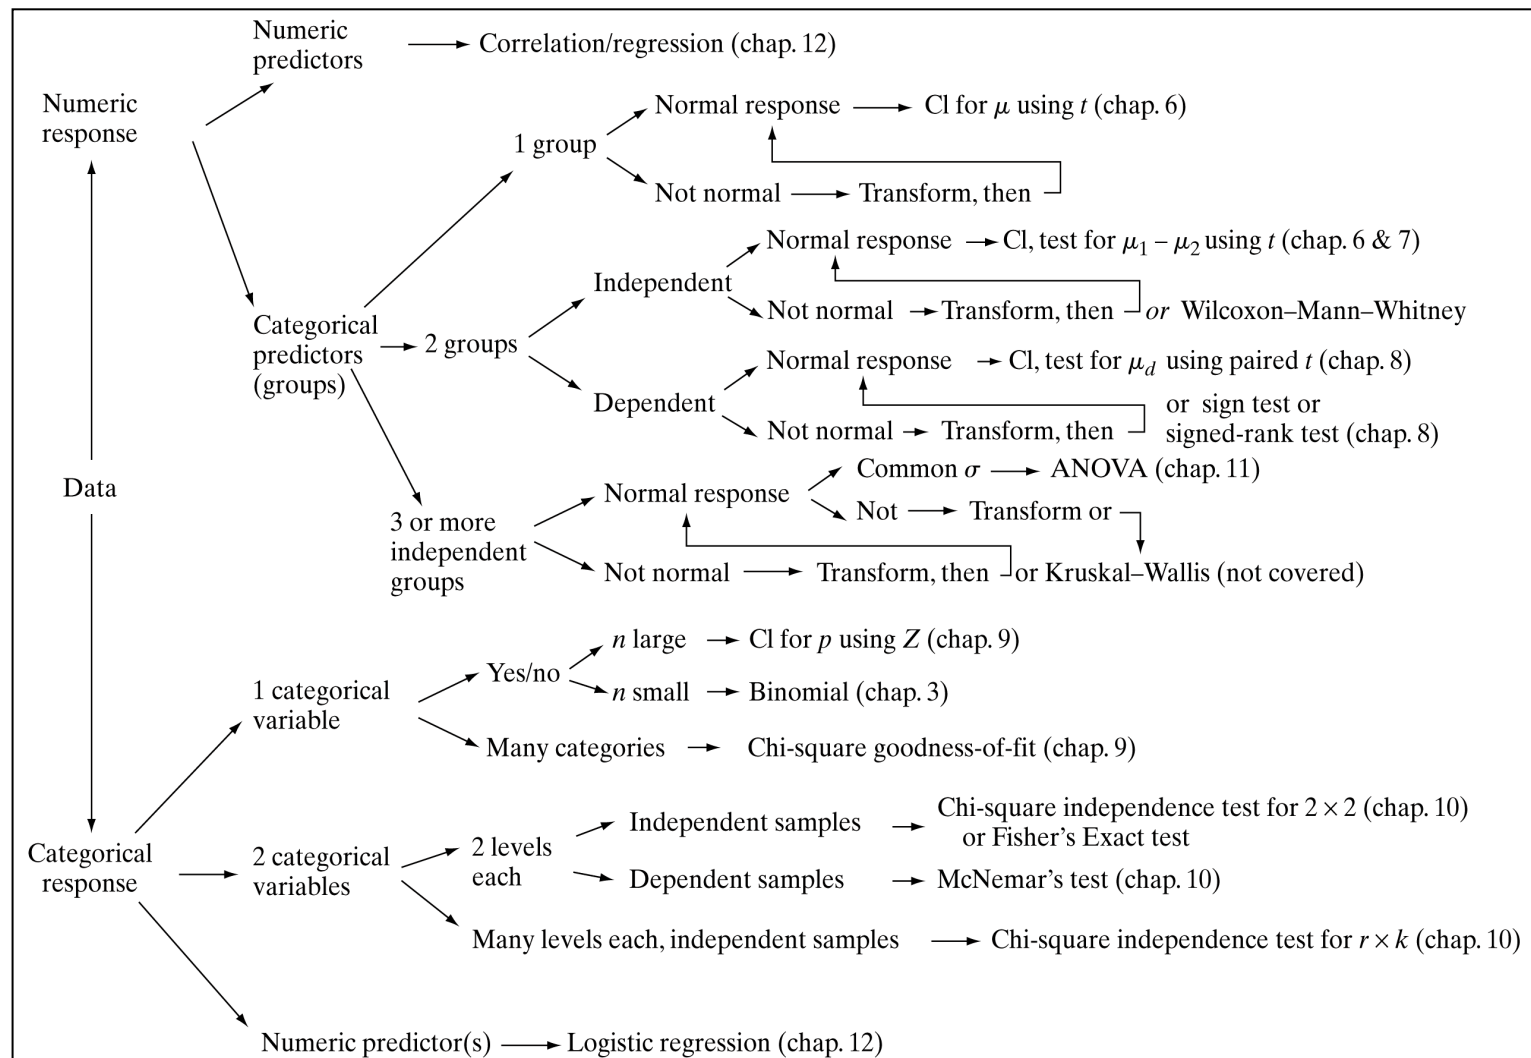 Numeric
predictors
Correlation/regression (chap. 12)
Numeric
response
1 group
Normal response
Cl for μ using t (chap. 6)
Not normal
Transform, then
Categorical
predictors
(groups)
2 groups
Independent
Normal response
Cl, test for μ1 – μ2 using t (chap. 6 & 7)
Not normal
Transform, then
or Wilcoxon–Mann–Whitney
Dependent
Normal response
Cl, test for μd using paired t (chap. 8)
Not normal
Transform, then
or sign test or
signed-rank test (chap. 8)
Data
3 or more
independent
groups
Normal response
Common σ
ANOVA (chap. 11)
Not
Transform or
Not normal
Transform, then
or Kruskal–Wallis (not covered)
1 categorical
variable
Yes/no
n large
Cl for p using Z (chap. 9)
n small
Binomial (chap. 3)
Many categories
Chi-square goodness-of-fit (chap. 9)
Categorical
response
2 categorical
variables
2 levels
each
Independent samples
Chi-square independence test for 2 × 2 (chap. 10)
or Fisher’s Exact test
Dependent samples
McNemar’s test (chap. 10)
Many levels each, independent samples
Chi-square independence test for r × k (chap. 10)
Numeric predictor(s)
Logistic regression (chap. 12)